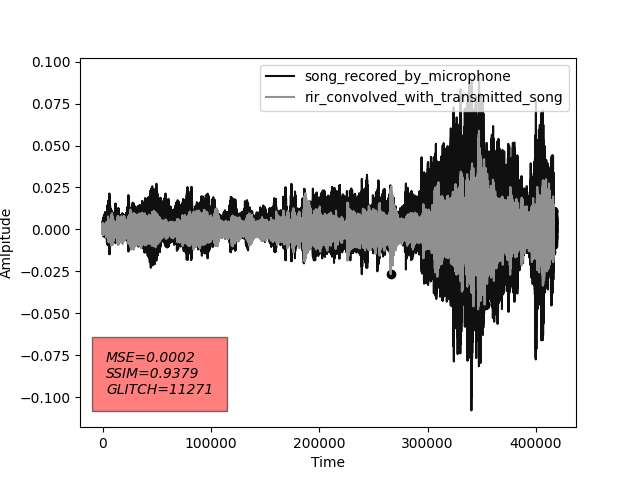 0.100
song_recored_by_microphone
rir_convolved_with_transmitted_song
0.075
0.050
0.025
0.000
−0.025
−0.050
−0.075
−0.100
Amlpitude
MSE=0.0002
SSIM=0.9379
GLITCH=11271
0
100000
200000
300000
400000
Time